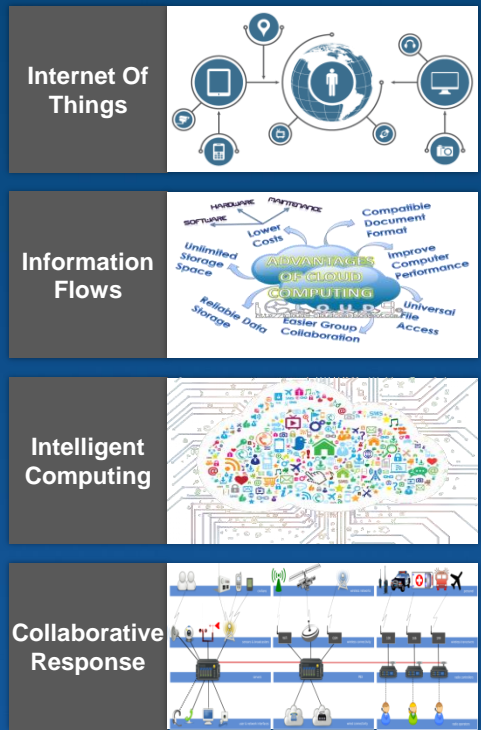 Internet Of
Things
Information
Flows
SOFTWARE
HARDWARE
MAINTENANCE
Lower
Costs
Compatible
Document
Format
Unlimited
Storage
Space
ADVANTAGES
OF CLOUD
COMPUTING
Improve
Computer
Performance
Reliable Data
Storage
Easier Group
Collaboration
Universal
File
Access
Intelligent
Computing
Collaborative
Response